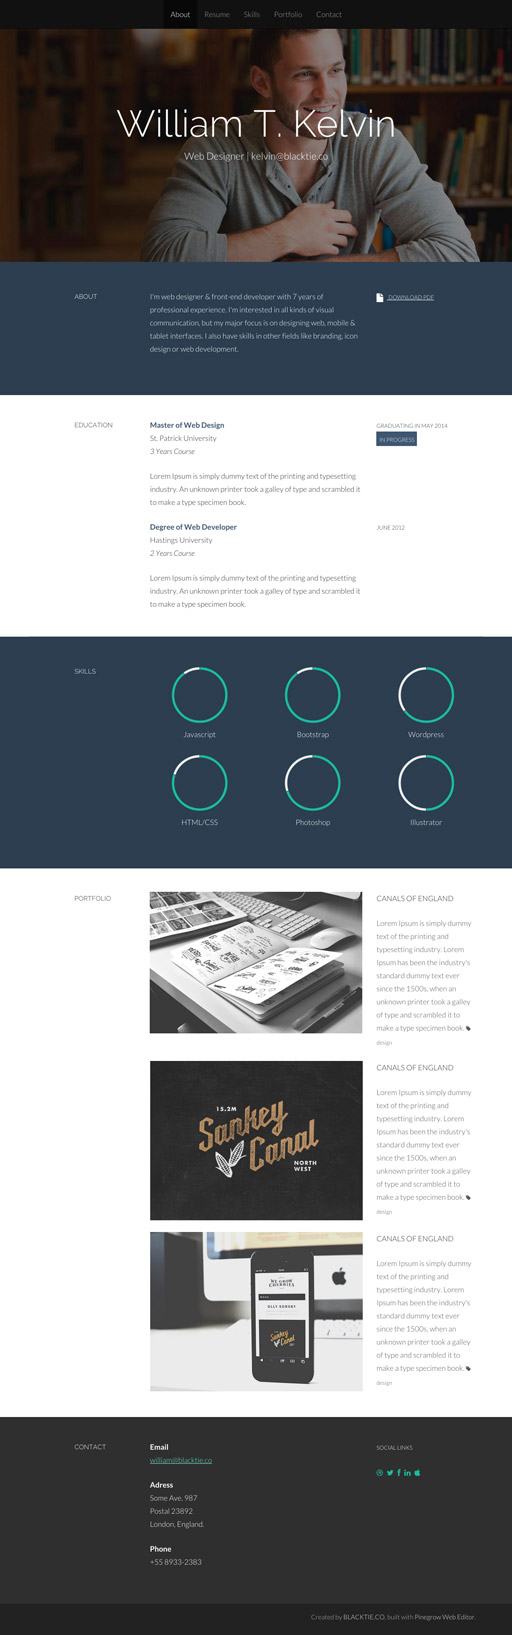 About Resume Skills Portfolio Contact
William T. Kelvin
Web Designer | kelvin@blacktie.co
ABOUT
I'm web designer & front-end developer with 7 years of
professional experience. I'm interested in all kinds of visual
communication, but my major focus is on designing web, mobile &
tablet interfaces. I also have skills in other fields like branding, icon
design or web development.
DOWNLOAD PDF
EDUCATION
Master of Web Design
St. Patrick University
3 Years Course
GRADUATING IN MAY 2014
IN PROGRESS
Lorem Ipsum is simply dummy text of the printing and typesetting
industry. An unknown printer took a galley of type and scrambled it
to make a type specimen book.
Degree of Web Developer
Hastings University
2 Years Course
JUNE 2012
Lorem Ipsum is simply dummy text of the printing and typesetting
industry. An unknown printer took a galley of type and scrambled it
to make a type specimen book.
SKILLS
Javascript
Bootstrap
Wordpress
HTML/CSS
Photoshop
Illustrator
PORTFOLIO
CANALS OF ENGLAND
Lorem Ipsum is simply dummy
text of the printing and
typesetting industry. Lorem
Ipsum has been the industry's
standard dummy text ever
since the 1500s, when an
unknown printer took a galley
of type and scrambled it to
make a type specimen book.
design
15.2M
Sankey
Canal
NORTH
WEST
CANALS OF ENGLAND
Lorem Ipsum is simply dummy
text of the printing and
typesetting industry. Lorem
Ipsum has been the industry's
standard dummy text ever
since the 1500s, when an
unknown printer took a galley
of type and scrambled it to
make a type specimen book.
design
WE GROW
CHERRIES
OLLY SORSBY
Sankey
Canal
CANALS OF ENGLAND
Lorem Ipsum is simply dummy
text of the printing and
typesetting industry. Lorem
Ipsum has been the industry's
standard dummy text ever
since the 1500s, when an
unknown printer took a galley
of type and scrambled it to
make a type specimen book.
design
CONTACT
Email
william@blacktie.co
Adress
Some Ave, 987
Postal 23892
London, England.
Phone
+55 8933-2383
SOCIAL LINKS
Created by BLACKTIE.CO, built with Pinegrow Web Editor.